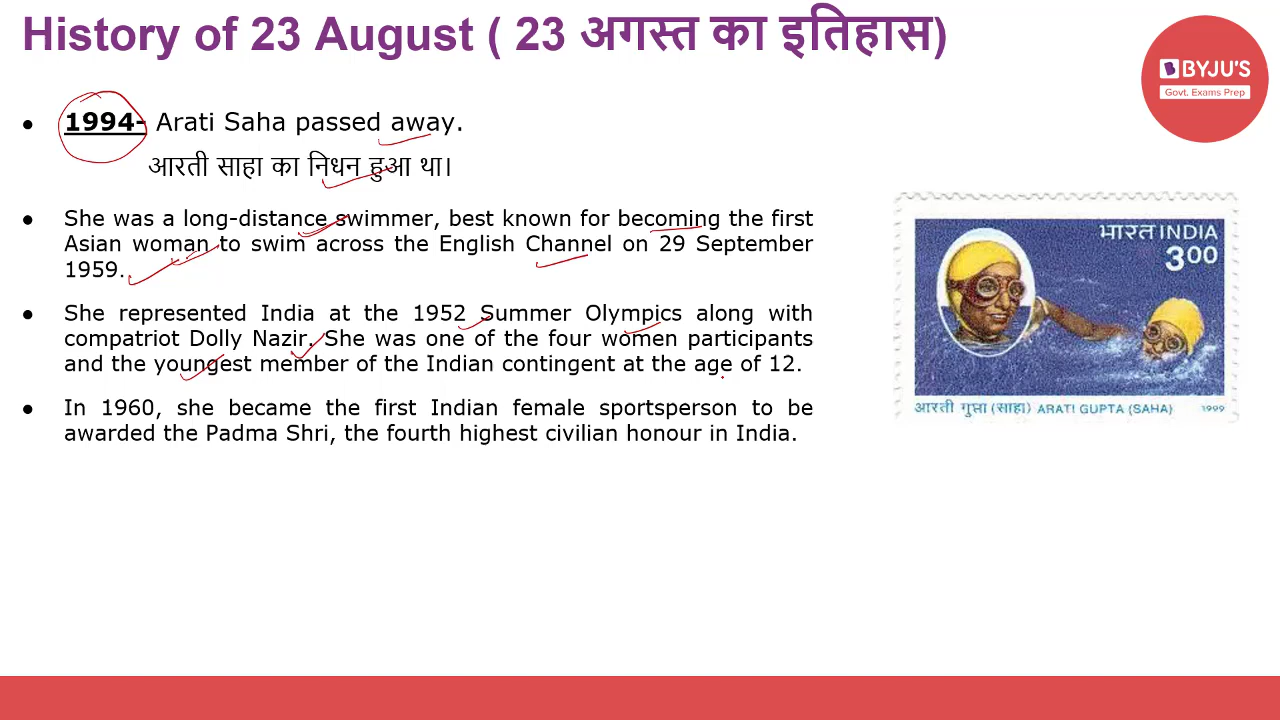 History of 23 August ( 23 अगस्त का इतिहास)
BYJU'S
Govt. Exams Prep
● 1994- Arati Saha passed away.
आरती साहा का निधन हुआ था।
● She was a long-distance swimmer, best known for becoming the first
Asian woman to swim across the English Channel on 29 September
1959.
● She represented India at the 1952 Summer Olympics along with
compatriot Dolly Nazir. She was one of the four women participants
and the youngest member of the Indian contingent at the age of 12.
● In 1960, she became the first Indian female sportsperson to be
awarded the Padma Shri, the fourth highest civilian honour in India.
भारत INDIA
300
आरती गुप्ता (साहा) ARATI GUPTA (SAHA) 1999